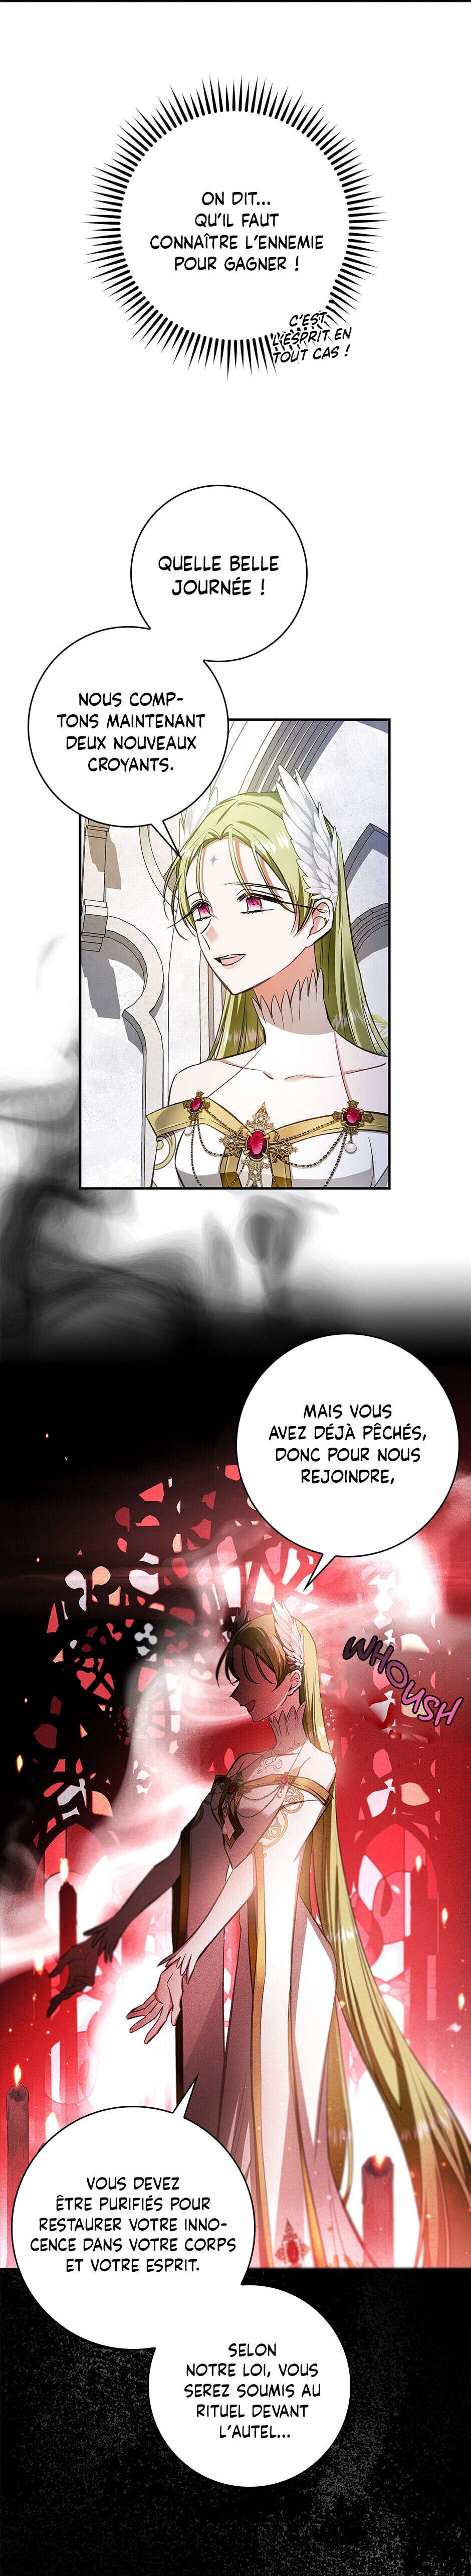 ON DIT...
QU'IL FAUT
CONNAÎTRE L'ENNEMIE
POUR GAGNER !
C'EST
L'ESPRIT EN
TOUT CAS !
QUELLE BELLE
JOURNÉE !
NOUS COMP-
TONS MAINTENANT
DEUX NOUVEAUX
CROYANTS.
MAIS VOUS
AVEZ DÉJÀ PÊCHÉS,
DONC POUR NOUS
REJOINDRE,
WHOUSH
VOUS DEVEZ
ÊTRE PURIFIÉS POUR
RESTAURER VOTRE INNO-
CENCE DANS VOTRE CORPS
ET VOTRE ESPRIT.
SELON
NOTRE LOI, VOUS
SEREZ SOUMIS AU
RITUEL DEVANT
L'AUTEL...